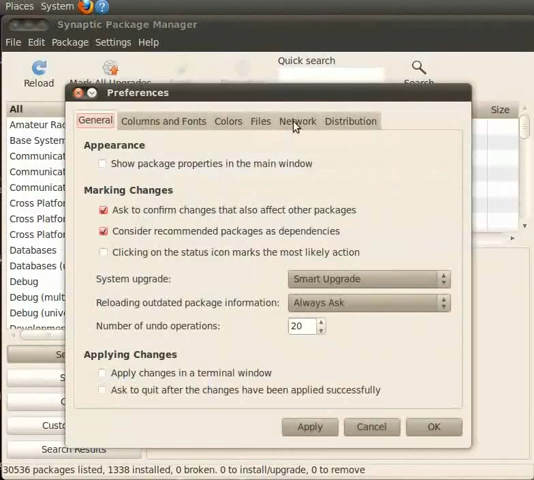 Places System
Synaptic Package Manager
File Edit Package Settings Help
Quick search
Reload Mark All Upgrades Search
Preferences
General Columns and Fonts Colors Files Network Distribution
All Size
Amateur Rad
Base System
Communicat
Communicat
Communicat
Cross Platfor
Cross Platfor
Cross Platfor
Databases
Databases (u
Debug
Debug (mult
Debug (unive
Appearance
Show package properties in the main window
Marking Changes
Ask to confirm changes that also affect other packages
Consider recommended packages as dependencies
Clicking on the status icon marks the most likely action
System upgrade: Smart Upgrade
Reloading outdated package information: Always Ask
Number of undo operations: 20
Applying Changes
Apply changes in a terminal window
Ask to quit after the changes have been applied successfully
Apply Cancel OK
Se
S
Custo
Search Results
30536 packages listed, 1338 installed, 0 broken. 0 to install/upgrade, 0 to remove